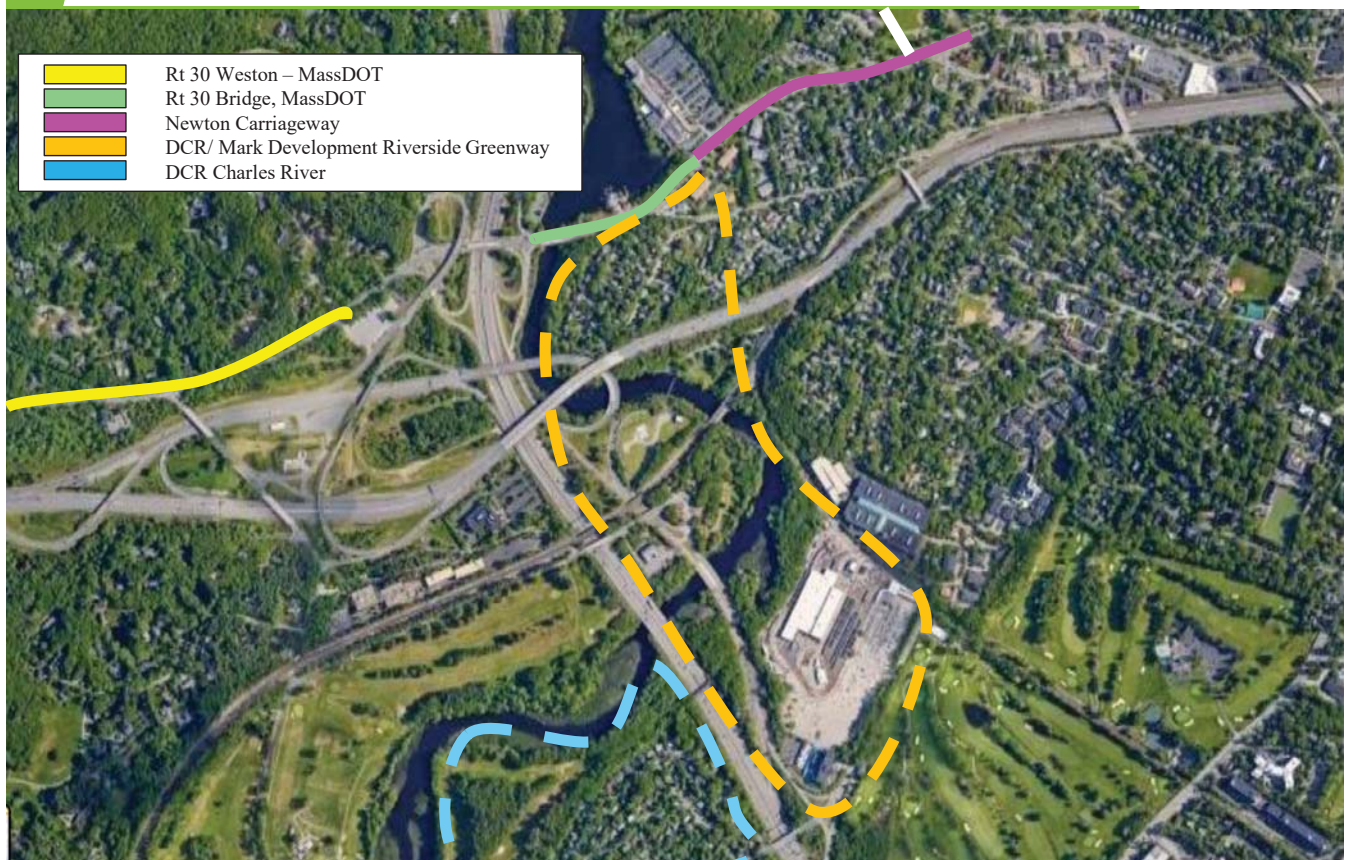 Rt 30 Weston – MassDOT
Rt 30 Bridge, MassDOT
Newton Carriageway
DCR/ Mark Development Riverside Greenway
DCR Charles River